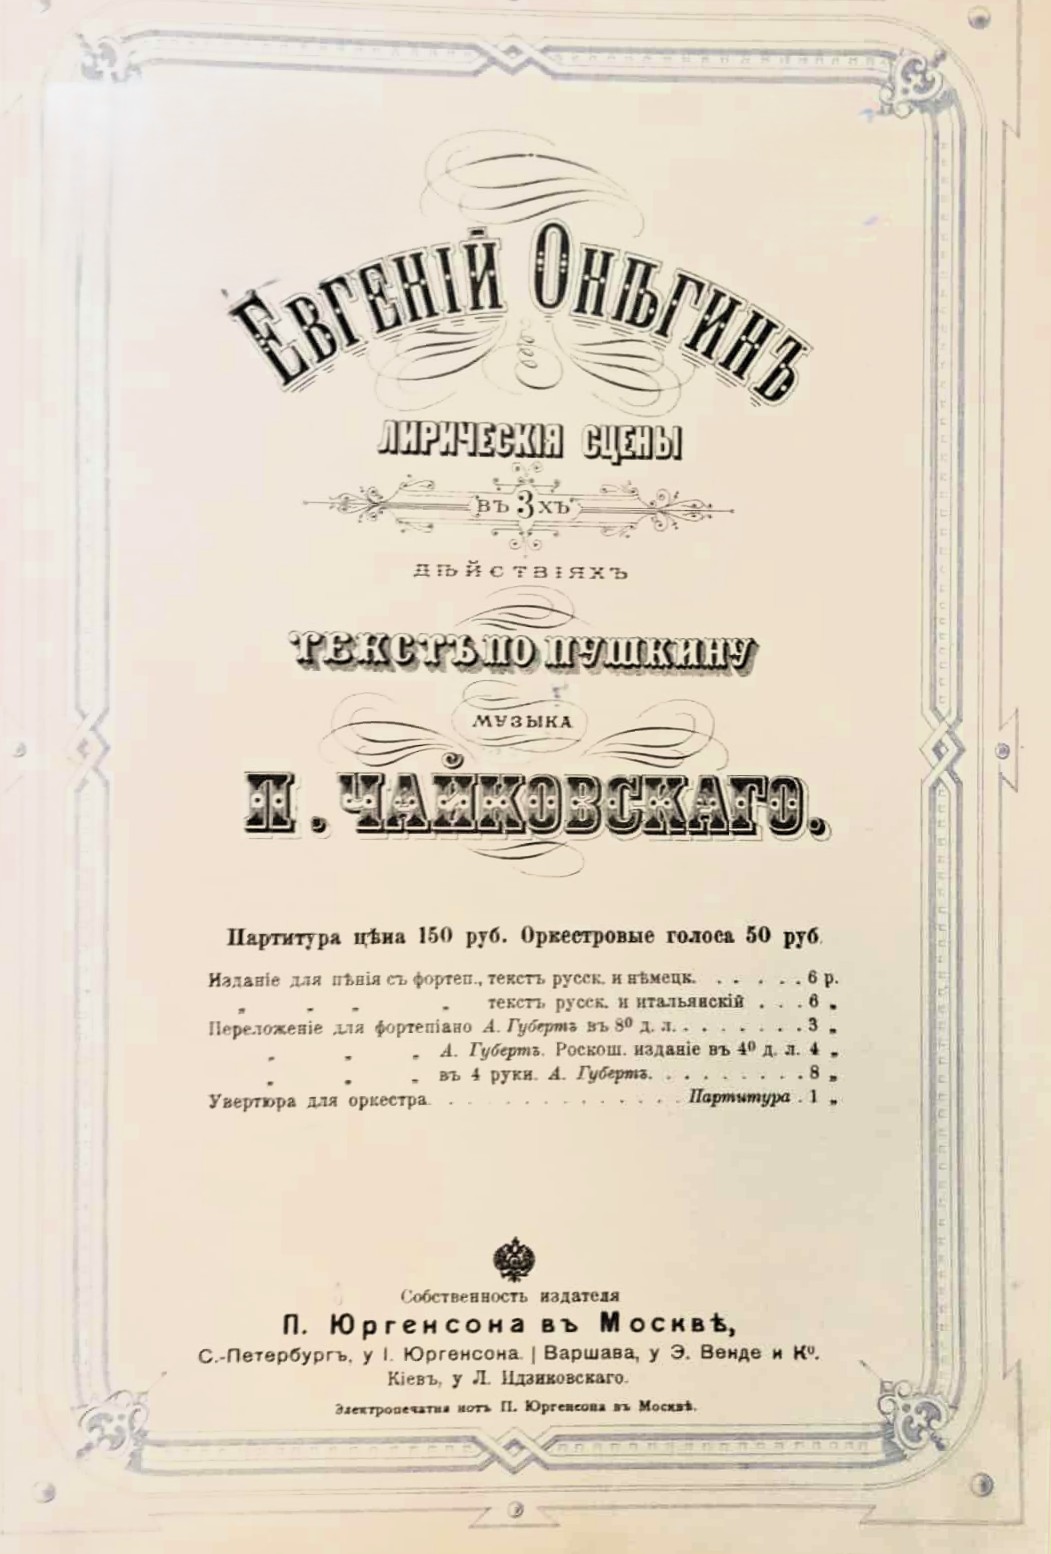 Евгеній Онѣгинъ
лирическія сцены
въ 3хъ
дѣйствіяхъ
текстъ по Пушкину
музыка
П. Чайковскаго.
Партитура цѣна 150 руб. Оркестровые голоса 50 руб.
Изданіе для пѣнія съ фортеп., текстъ русск. и нѣмецк. . . . . . 6 р.
„ „ „ „ текстъ русск. и итальянскій . . . 6 „
Переложеніе для фортепіано А. Губертъ въ 8⁰ д. л. . . . . . . . 3 „
„ „ „ А. Губертъ. Роскош. изданіе въ 4⁰ д. л. 4 „
„ „ „ въ 4 руки. А. Губертъ. . . . . . . . . 8 „
Увертюра для оркестра. . . . . . . . . . . . . . Партитура . 1 „
Собственность издателя
П. Юргенсона въ Москвѣ,
С.-Петербургъ, у І. Юргенсона. | Варшава, у Э. Венде и Кº.
Кіевъ, у Л. Идзиковскаго.
Электропечатня нотъ П. Юргенсона въ Москвѣ.